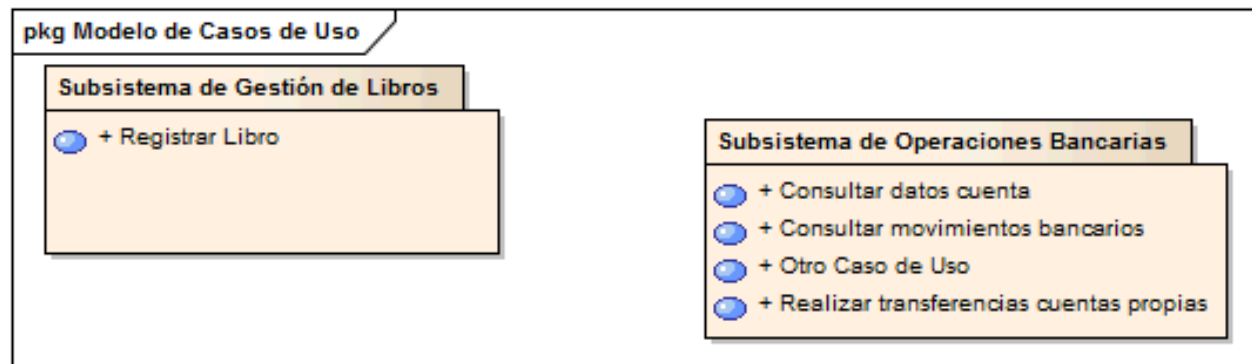 pkg Modelo de Casos de Uso
Subsistema de Gestión de Libros
+ Registrar Libro
Subsistema de Operaciones Bancarias
+ Consultar datos cuenta
+ Consultar movimientos bancarios
+ Otro Caso de Uso
+ Realizar transferencias cuentas propias